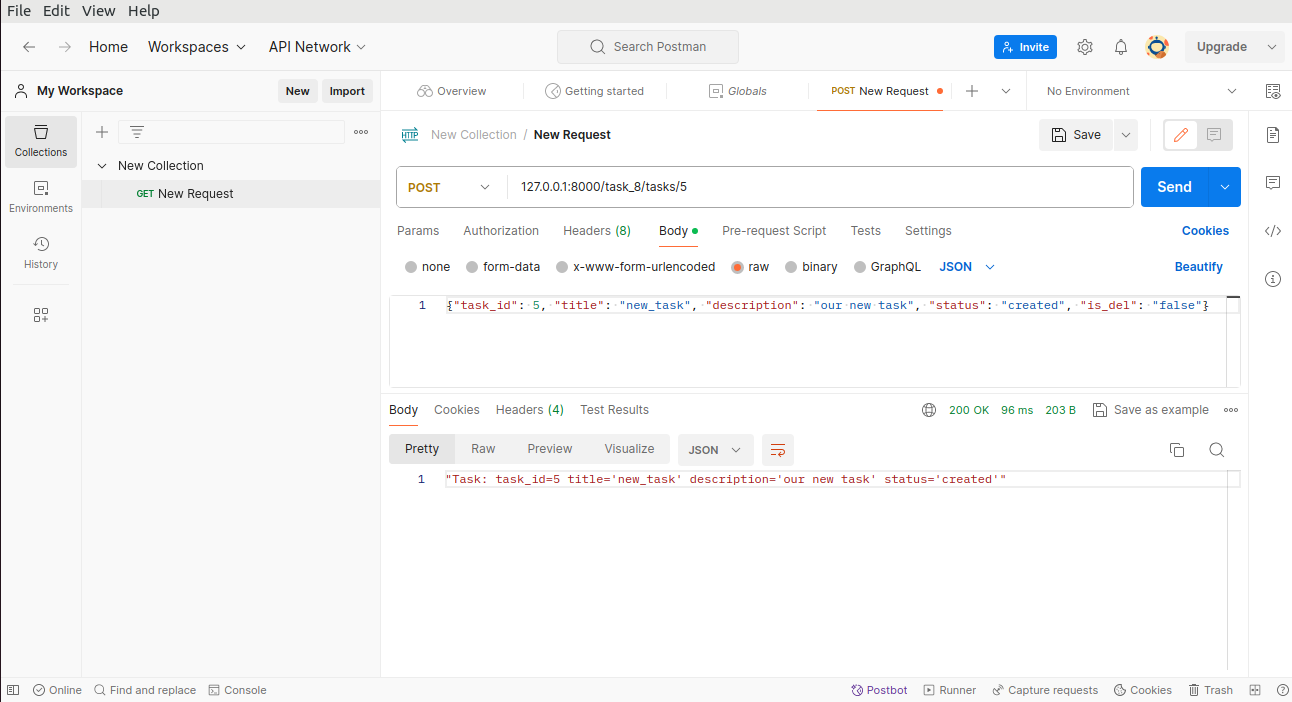 File Edit View Help
Home Workspaces API Network Search Postman Invite Upgrade
My Workspace New Import Overview Getting started Globals POST New Request No Environment
Collections
Environments
History
New Collection
GET New Request
HTTP New Collection / New Request Save
POST 127.0.0.1:8000/task_8/tasks/5 Send
Params Authorization Headers (8) Body Pre-request Script Tests Settings Cookies
none form-data x-www-form-urlencoded raw binary GraphQL JSON Beautify
1 {"task_id": 5, "title": "new_task", "description": "our new task", "status": "created", "is_del": "false"}
Body Cookies Headers (4) Test Results 200 OK 96 ms 203 B Save as example
Pretty Raw Preview Visualize JSON
1 "Task: task_id=5 title='new_task' description='our new task' status='created'"
Online Find and replace Console Postbot Runner Capture requests Cookies Trash